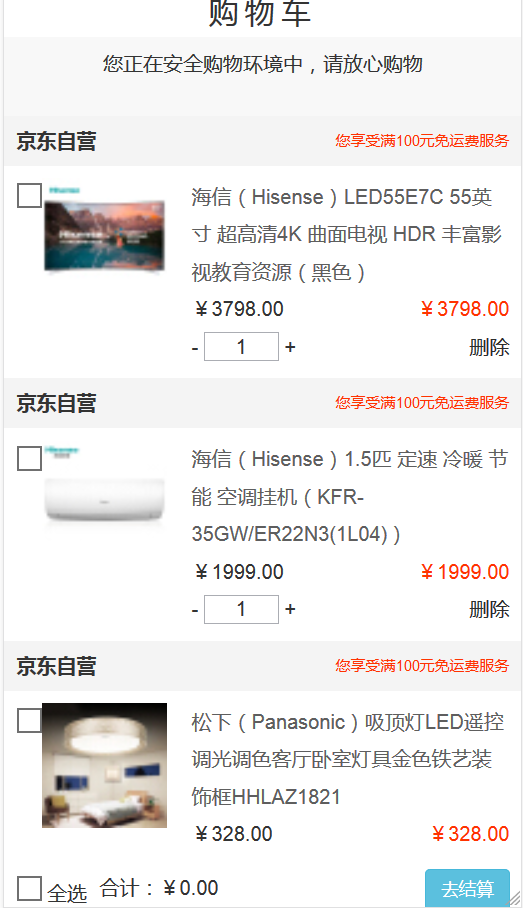 购物车
您正在安全购物环境中，请放心购物
京东自营 您享受满100元免运费服务
Hisense
海信（Hisense）LED55E7C 55英
寸 超高清4K 曲面电视 HDR 丰富影
视教育资源（黑色）
￥3798.00 ￥3798.00
- 1 + 删除
京东自营 您享受满100元免运费服务
Hisense
海信（Hisense）1.5匹 定速 冷暖 节
能 空调挂机（KFR-
35GW/ER22N3(1L04)）
￥1999.00 ￥1999.00
- 1 + 删除
京东自营 您享受满100元免运费服务
松下（Panasonic）吸顶灯LED遥控
调光调色客厅卧室灯具金色铁艺装
饰框HHLAZ1821
￥328.00 ￥328.00
全选 合计：￥0.00 去结算